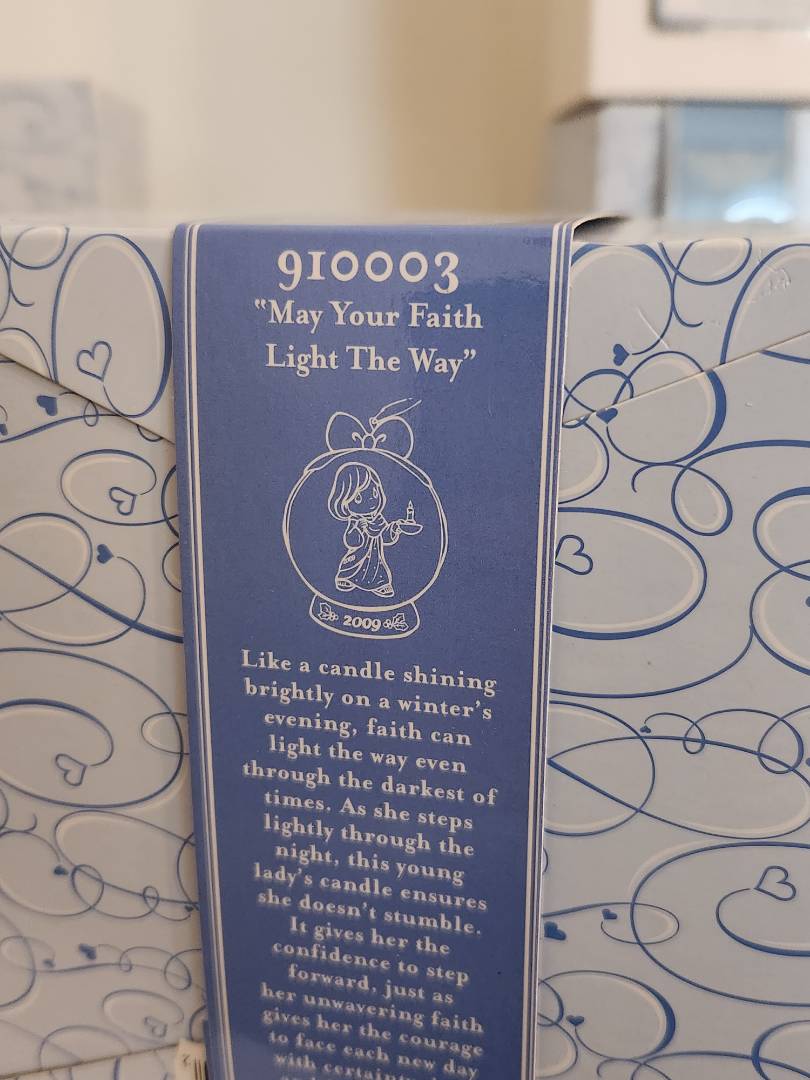 910003
“May Your Faith
Light The Way”
2009
Like a candle shining
brightly on a winter’s
evening, faith can
light the way even
through the darkest of
times. As she steps
lightly through the
night, this young
lady’s candle ensures
she doesn’t stumble.
It gives her the
confidence to step
forward, just as
her unwavering faith
gives her the courage
to face each new day
with